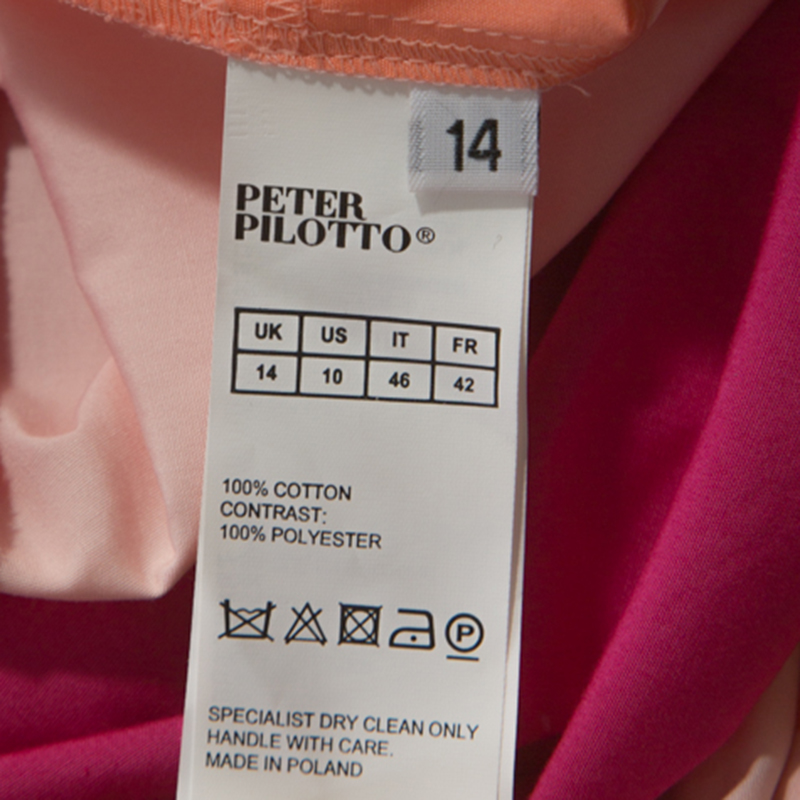 14
PETER
PILOTTO®
UK US IT FR
14 10 46 42
100% COTTON
CONTRAST:
100% POLYESTER
P
SPECIALIST DRY CLEAN ONLY
HANDLE WITH CARE.
MADE IN POLAND